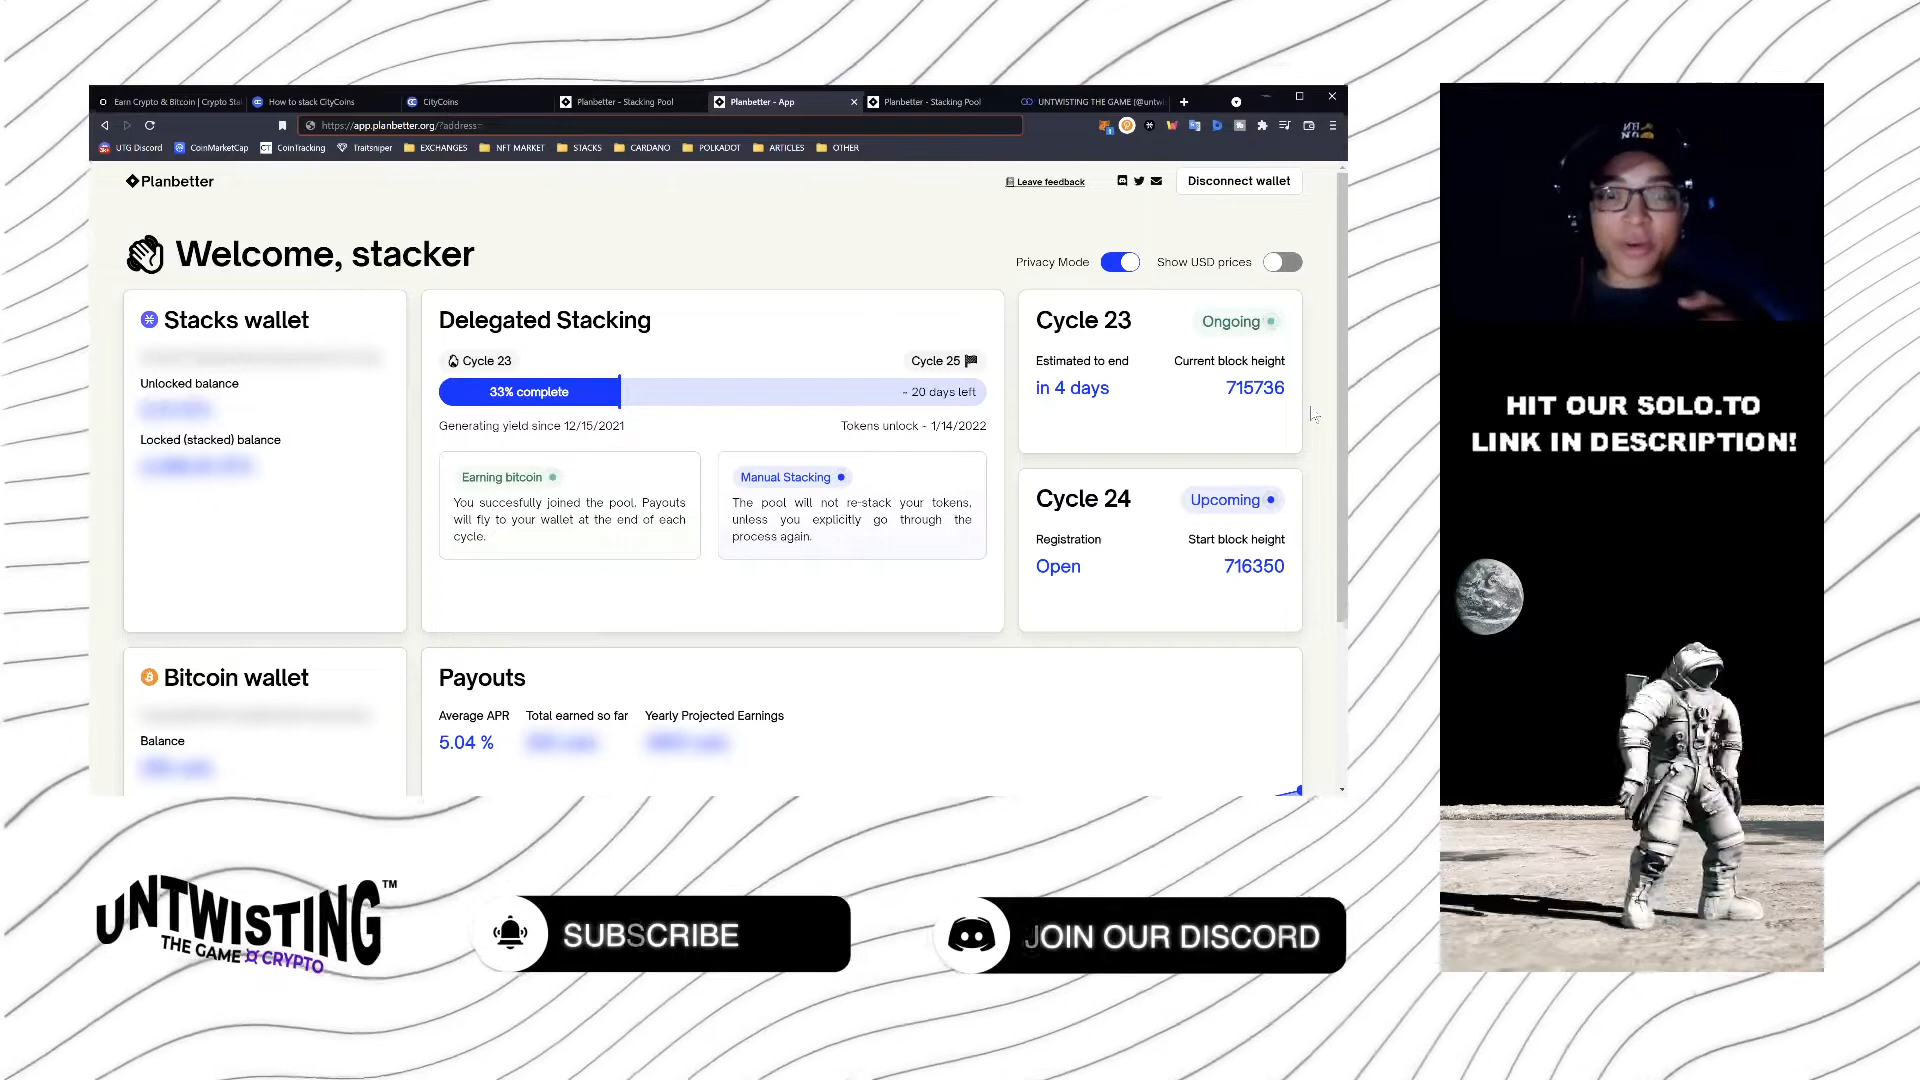 Earn Crypto & Bitcoin | Crypto Sta
How to stack CityCoins
CityCoins
Planbetter - Stacking Pool
Planbetter - App
Planbetter - Stacking Pool
UNTWISTING THE GAME (@untwi
https://app.planbetter.org/?address=
UTG Discord
CoinMarketCap
CoinTracking
Traitsniper
EXCHANGES
NFT MARKET
STACKS
CARDANO
POLKADOT
ARTICLES
OTHER
Planbetter
Leave feedback
Disconnect wallet
Welcome, stacker
Privacy Mode
Show USD prices
Stacks wallet
Unlocked balance
Locked (stacked) balance
Delegated Stacking
Cycle 23
Cycle 25
33% complete
~ 20 days left
Generating yield since 12/15/2021
Tokens unlock ~ 1/14/2022
Earning bitcoin
You succesfully joined the pool. Payouts
will fly to your wallet at the end of each
cycle.
Manual Stacking
The pool will not re-stack your tokens,
unless you explicitly go through the
process again.
Cycle 23
Ongoing
Estimated to end
Current block height
in 4 days
715736
Cycle 24
Upcoming
Registration
Start block height
Open
716350
Bitcoin wallet
Balance
Payouts
Average APR
Total earned so far
Yearly Projected Earnings
5.04 %
HIT OUR SOLO.TO
LINK IN DESCRIPTION!
UNTWISTING™
THE GAME CRYPTO
SUBSCRIBE
JOIN OUR DISCORD